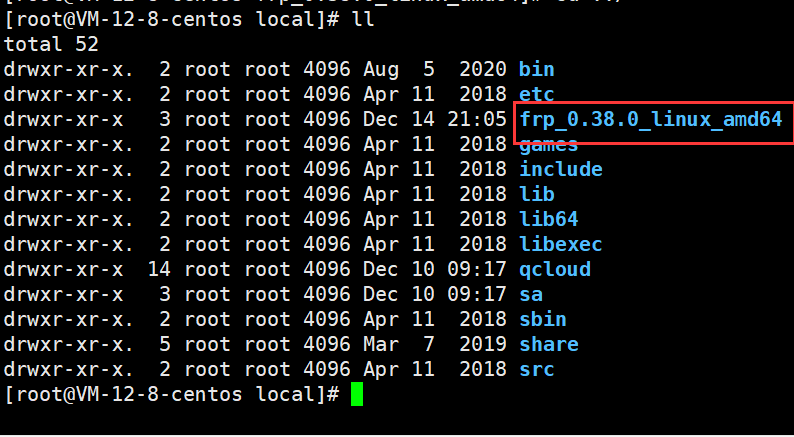 [root@VM-12-8-centos local]# ll
total 52
drwxr-xr-x.  2 root root 4096 Aug  5  2020 bin
drwxr-xr-x.  2 root root 4096 Apr 11  2018 etc
drwxr-xr-x   3 root root 4096 Dec 14 21:05 frp_0.38.0_linux_amd64
drwxr-xr-x.  2 root root 4096 Apr 11  2018 games
drwxr-xr-x.  2 root root 4096 Apr 11  2018 include
drwxr-xr-x.  2 root root 4096 Apr 11  2018 lib
drwxr-xr-x.  2 root root 4096 Apr 11  2018 lib64
drwxr-xr-x.  2 root root 4096 Apr 11  2018 libexec
drwxr-xr-x  14 root root 4096 Dec 10 09:17 qcloud
drwxr-xr-x   3 root root 4096 Dec 10 09:17 sa
drwxr-xr-x.  2 root root 4096 Apr 11  2018 sbin
drwxr-xr-x.  5 root root 4096 Mar  7  2019 share
drwxr-xr-x.  2 root root 4096 Apr 11  2018 src
[root@VM-12-8-centos local]#